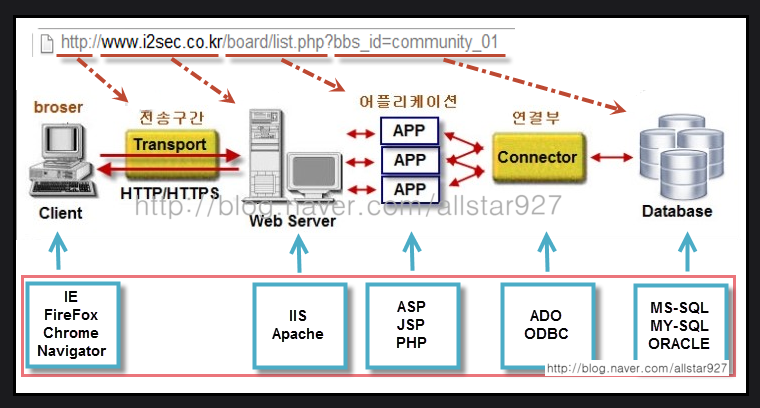 http://www.i2sec.co.kr/board/list.php?bbs_id=community_01
broser
전송구간
어플리케이션
연결부
Transport
APP
APP
APP
Connector
HTTP/HTTPS
Client
Web Server
Database
http://blog.naver.com/allstar927
IE
FireFox
Chrome
Navigator
IIS
Apache
ASP
JSP
PHP
ADO
ODBC
MS-SQL
MY-SQL
ORACLE
http://blog.naver.com/allstar927